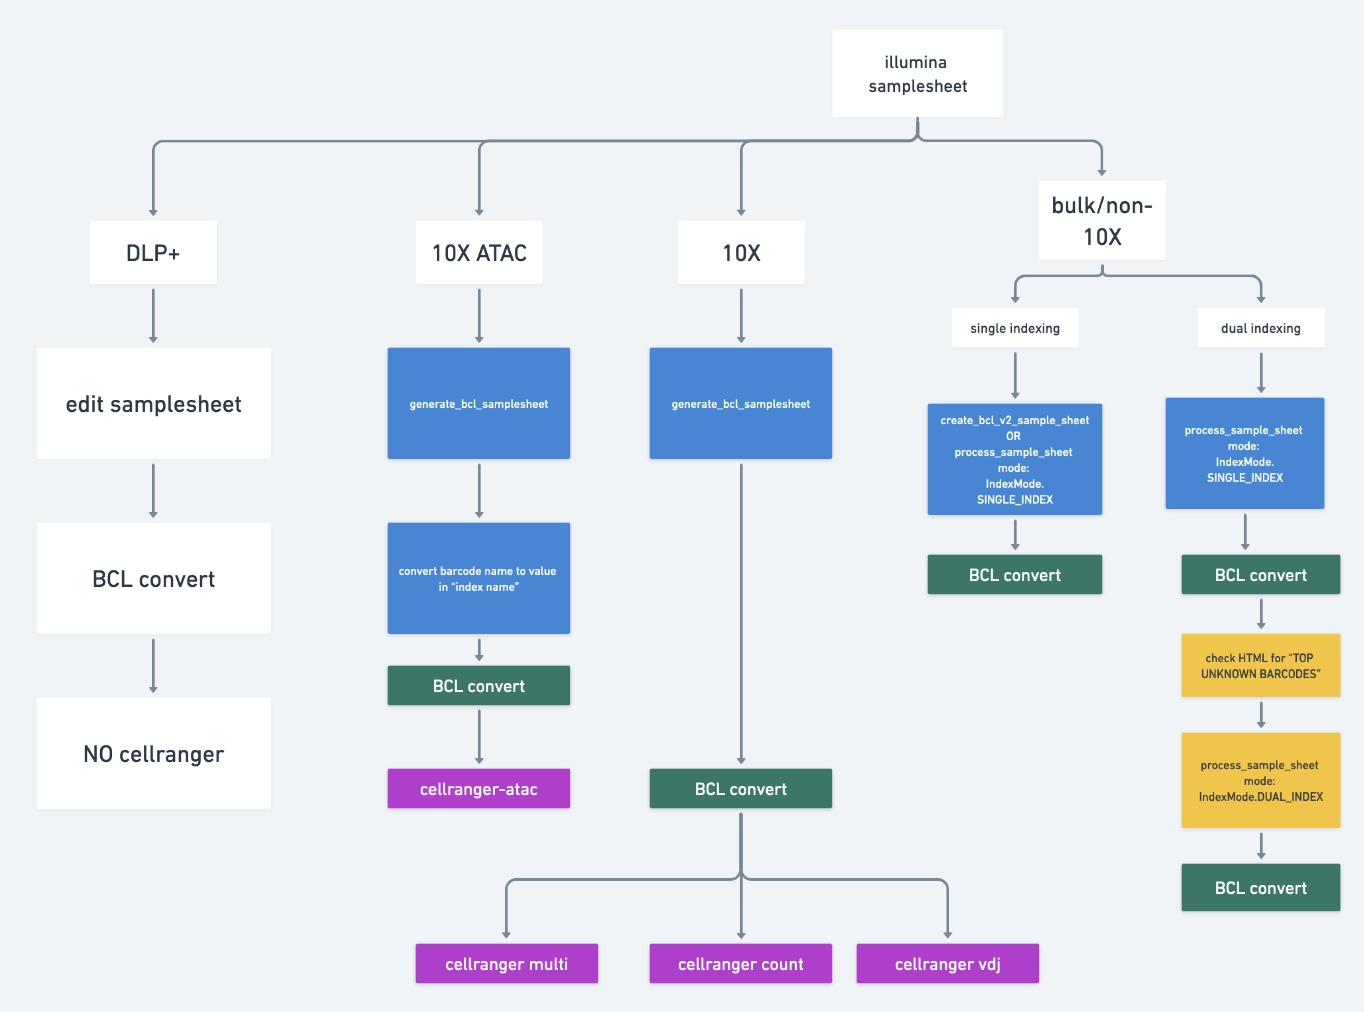 illumina
samplesheet
DLP+
10X ATAC
10X
bulk/non-
10X
single indexing
dual indexing
edit samplesheet
generate_bcl_samplesheet
generate_bcl_samplesheet
create_bcl_v2_sample_sheet
OR
process_sample_sheet
mode:
IndexMode.
SINGLE_INDEX
process_sample_sheet
mode:
IndexMode.
SINGLE_INDEX
BCL convert
convert barcode name to value
in “index name”
BCL convert
BCL convert
BCL convert
check HTML for “TOP
UNKNOWN BARCODES”
NO cellranger
cellranger-atac
BCL convert
process_sample_sheet
mode:
IndexMode.DUAL_INDEX
BCL convert
cellranger multi
cellranger count
cellranger vdj